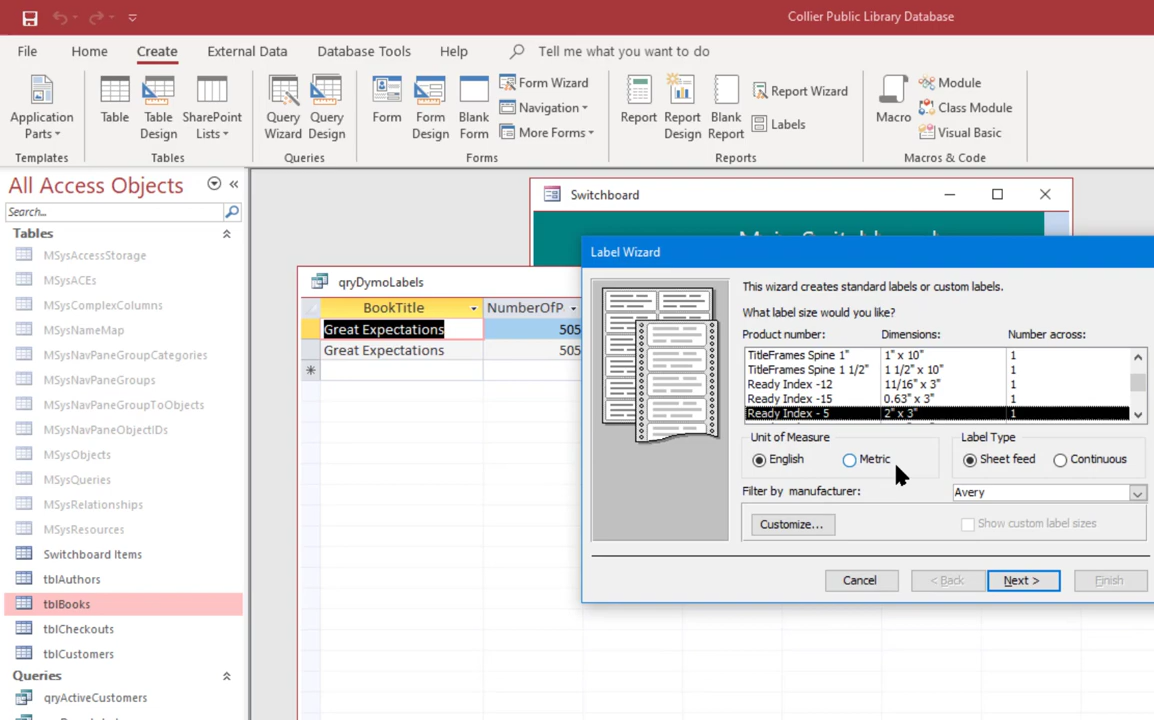 Collier Public Library Database
File Home Create External Data Database Tools Help Tell me what you want to do
Application Parts
Table
Table Design
SharePoint Lists
Query Wizard
Query Design
Form
Form Design
Blank Form
Form Wizard
Navigation
More Forms
Report
Report Design
Blank Report
Report Wizard
Labels
Macro
Module
Class Module
Visual Basic
Templates Tables Queries Forms Reports Macros & Code
All Access Objects
Search...
Tables
MSysAccessStorage
MSysACEs
MSysComplexColumns
MSysNameMap
MSysNavPaneGroupCategories
MSysNavPaneGroups
MSysNavPaneGroupToObjects
MSysNavPaneObjectIDs
MSysObjects
MSysQueries
MSysRelationships
MSysResources
Switchboard Items
tblAuthors
tblBooks
tblCheckouts
tblCustomers
Queries
qryActiveCustomers
Switchboard
qryDymoLabels
BookTitle NumberOfP
Great Expectations 505
Great Expectations 505
Label Wizard
This wizard creates standard labels or custom labels.
What label size would you like?
Product number: Dimensions: Number across:
TitleFrames Spine 1" 1" x 10" 1
TitleFrames Spine 1 1/2" 1 1/2" x 10" 1
Ready Index -12 11/16" x 3" 1
Ready Index -15 0.63" x 3" 1
Ready Index - 5 2" x 3" 1
Unit of Measure Label Type
English Metric Sheet feed Continuous
Filter by manufacturer: Avery
Customize... Show custom label sizes
Cancel < Back Next > Finish